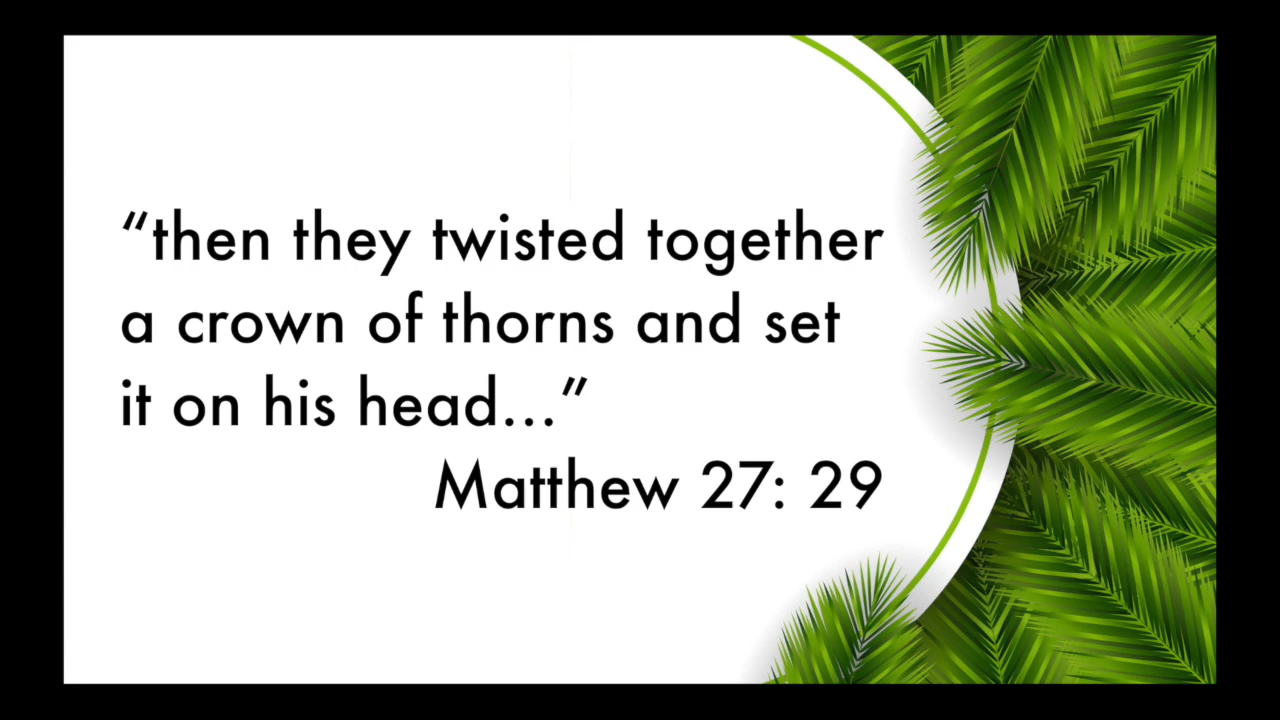 “then they twisted together
a crown of thorns and set
it on his head...”
Matthew 27: 29